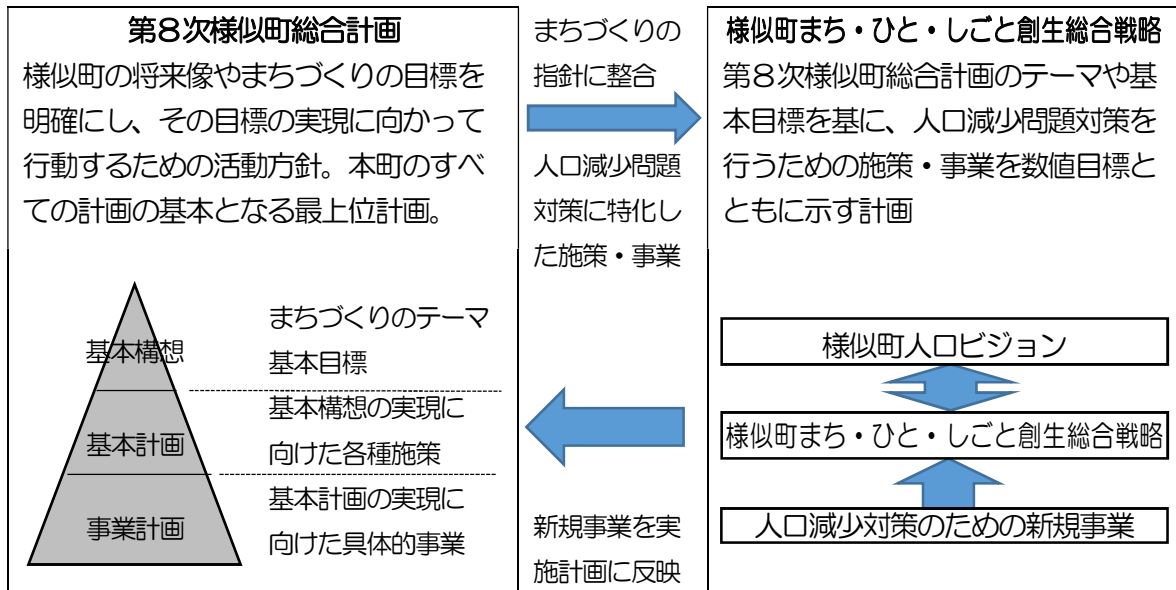 第８次様似町総合計画
様似町の将来像やまちづくりの目標を
明確にし、その目標の実現に向かって
行動するための活動方針。本町のすべ
ての計画の基本となる最上位計画。
基本構想
まちづくりのテーマ
基本目標
基本計画
基本構想の実現に
向けた各種施策
事業計画
基本計画の実現に
向けた具体的事業
まちづくりの
指針に整合
人口減少問題
対策に特化し
た施策・事業
新規事業を実
施計画に反映
様似町まち・ひと・しごと創生総合戦略
第８次様似町総合計画のテーマや基
本目標を基に、人口減少問題対策を
行うための施策・事業を数値目標と
ともに示す計画
様似町人口ビジョン
様似町まち・ひと・しごと創生総合戦略
人口減少対策のための新規事業